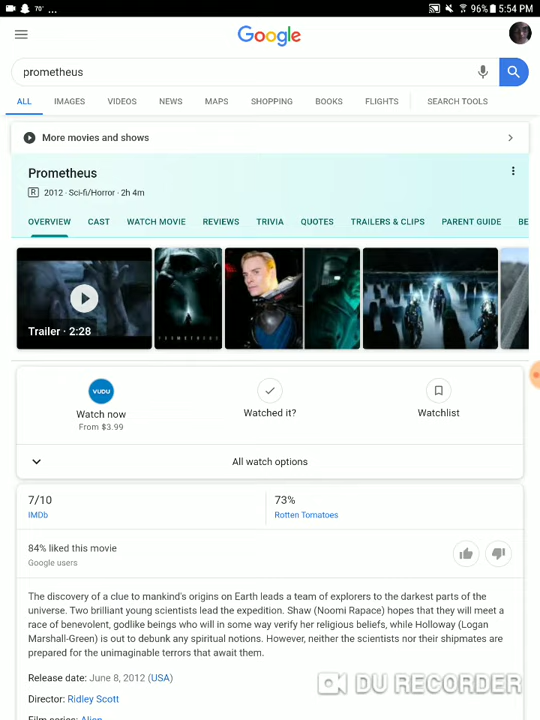 70° ... 96% 5:54 PM
Google
prometheus
ALL IMAGES VIDEOS NEWS MAPS SHOPPING BOOKS FLIGHTS SEARCH TOOLS
More movies and shows
Prometheus
R 2012 · Sci-fi/Horror · 2h 4m
OVERVIEW CAST WATCH MOVIE REVIEWS TRIVIA QUOTES TRAILERS & CLIPS PARENT GUIDE BE
PROMETHEUS
Trailer · 2:28
VUDU
Watch now Watched it? Watchlist
From $3.99
All watch options
7/10 73%
IMDb Rotten Tomatoes
84% liked this movie
Google users
The discovery of a clue to mankind's origins on Earth leads a team of explorers to the darkest parts of the
universe. Two brilliant young scientists lead the expedition. Shaw (Noomi Rapace) hopes that they will meet a
race of benevolent, godlike beings who will in some way verify her religious beliefs, while Holloway (Logan
Marshall-Green) is out to debunk any spiritual notions. However, neither the scientists nor their shipmates are
prepared for the unimaginable terrors that await them.
Release date: June 8, 2012 (USA)
DU RECORDER
Director: Ridley Scott
Film series: Alien